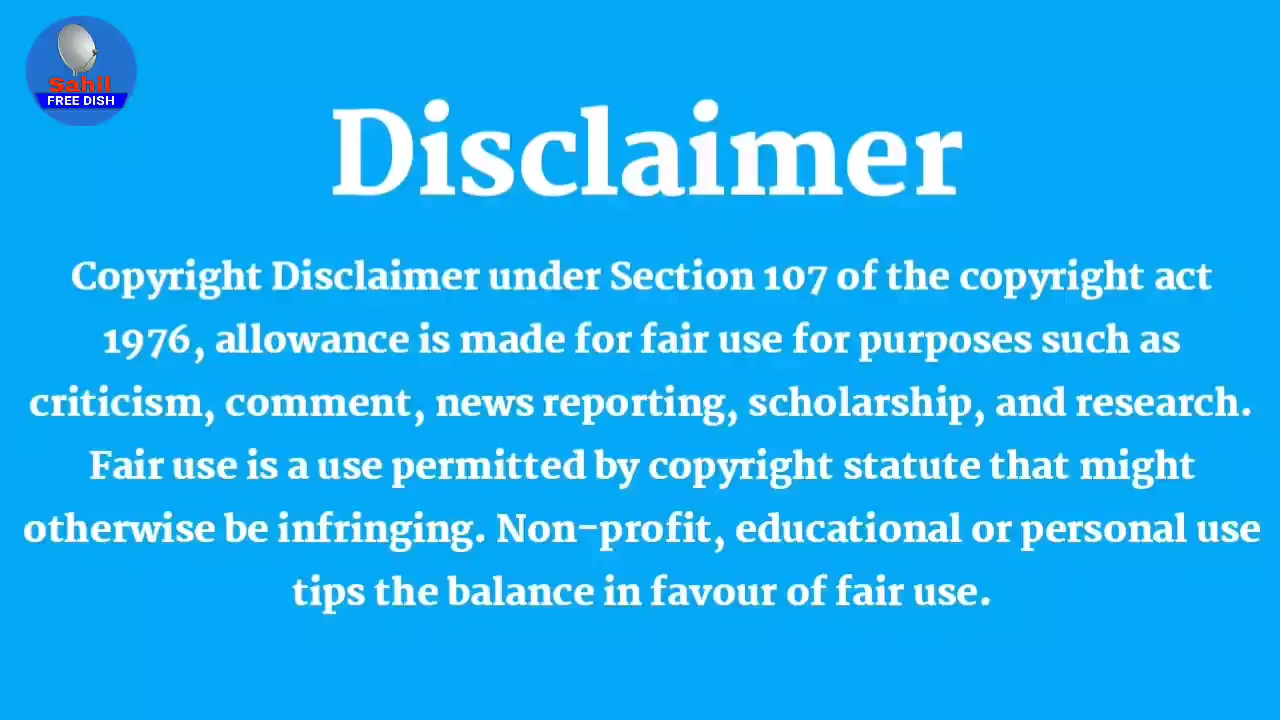 Sahil
FREE DISH
Disclaimer
Copyright Disclaimer under Section 107 of the copyright act
1976, allowance is made for fair use for purposes such as
criticism, comment, news reporting, scholarship, and research.
Fair use is a use permitted by copyright statute that might
otherwise be infringing. Non-profit, educational or personal use
tips the balance in favour of fair use.